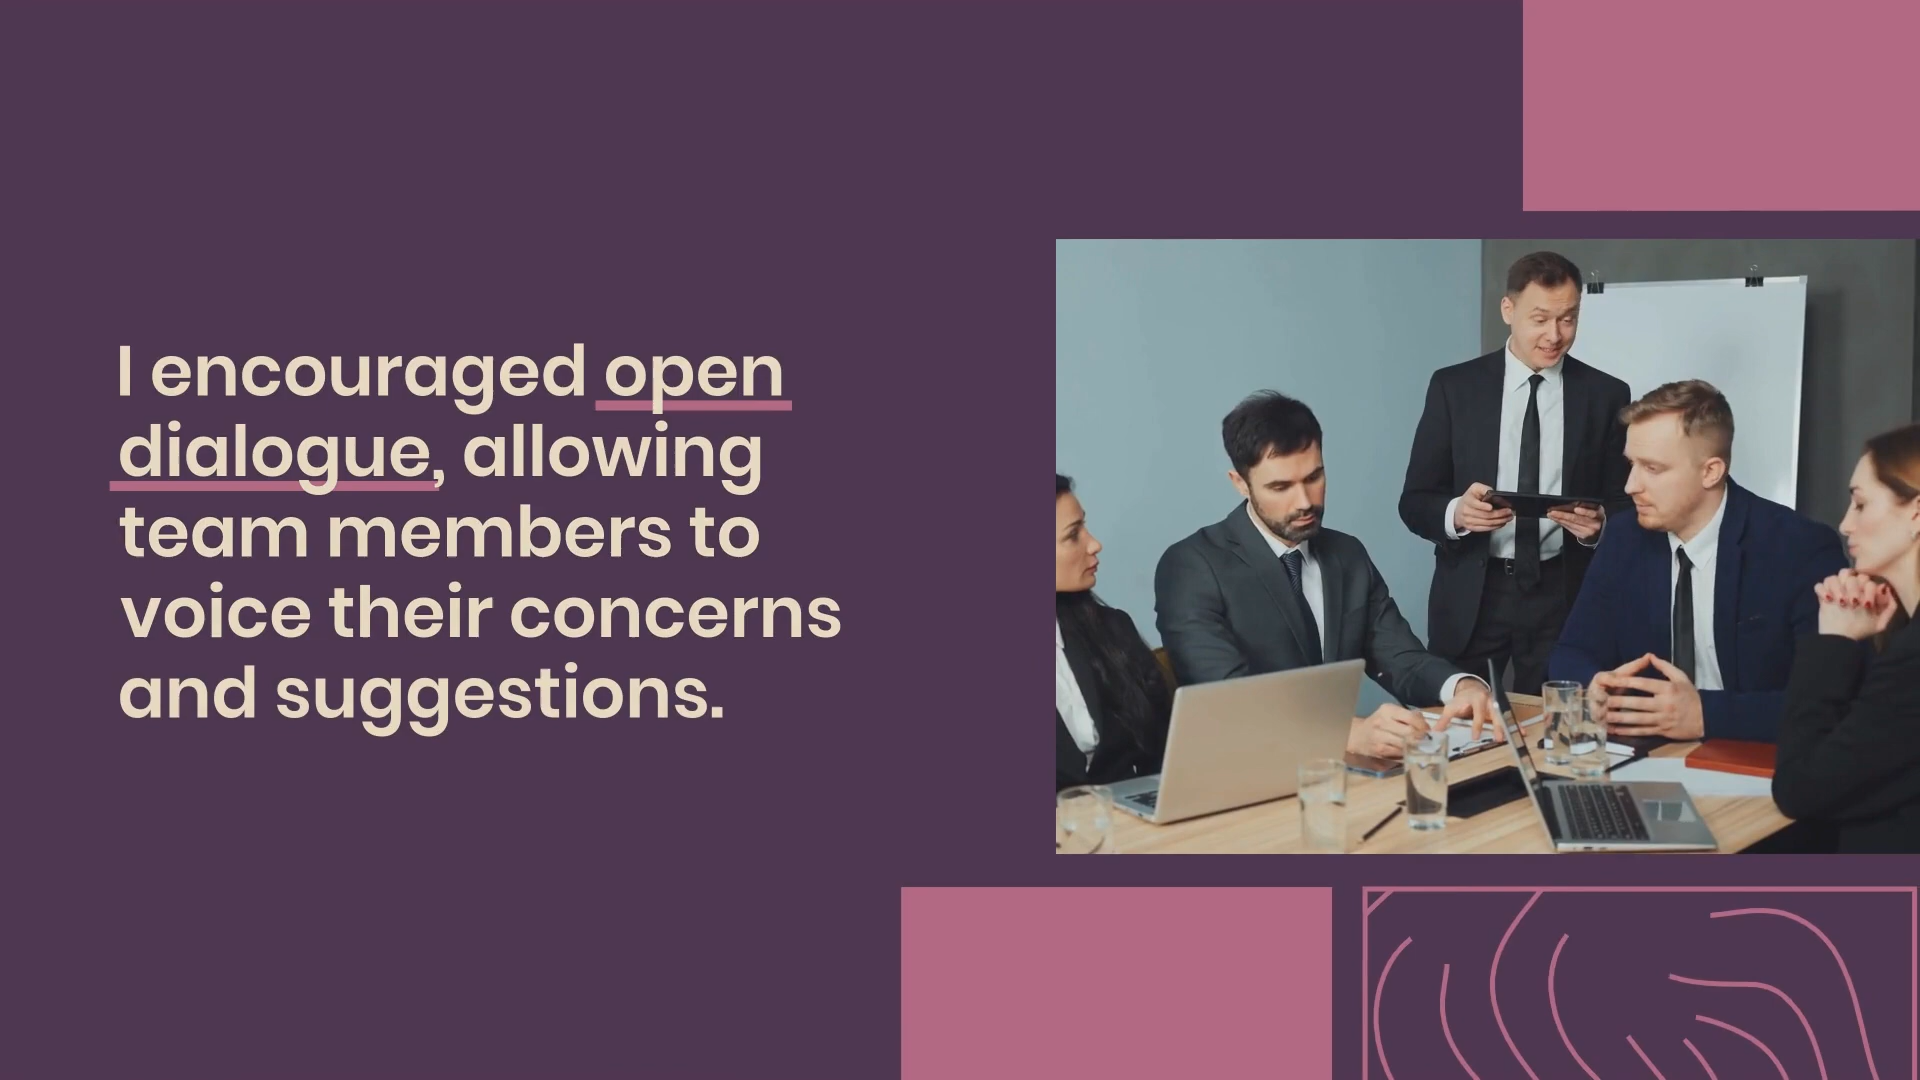 I encouraged open
dialogue, allowing
team members to
voice their concerns
and suggestions.